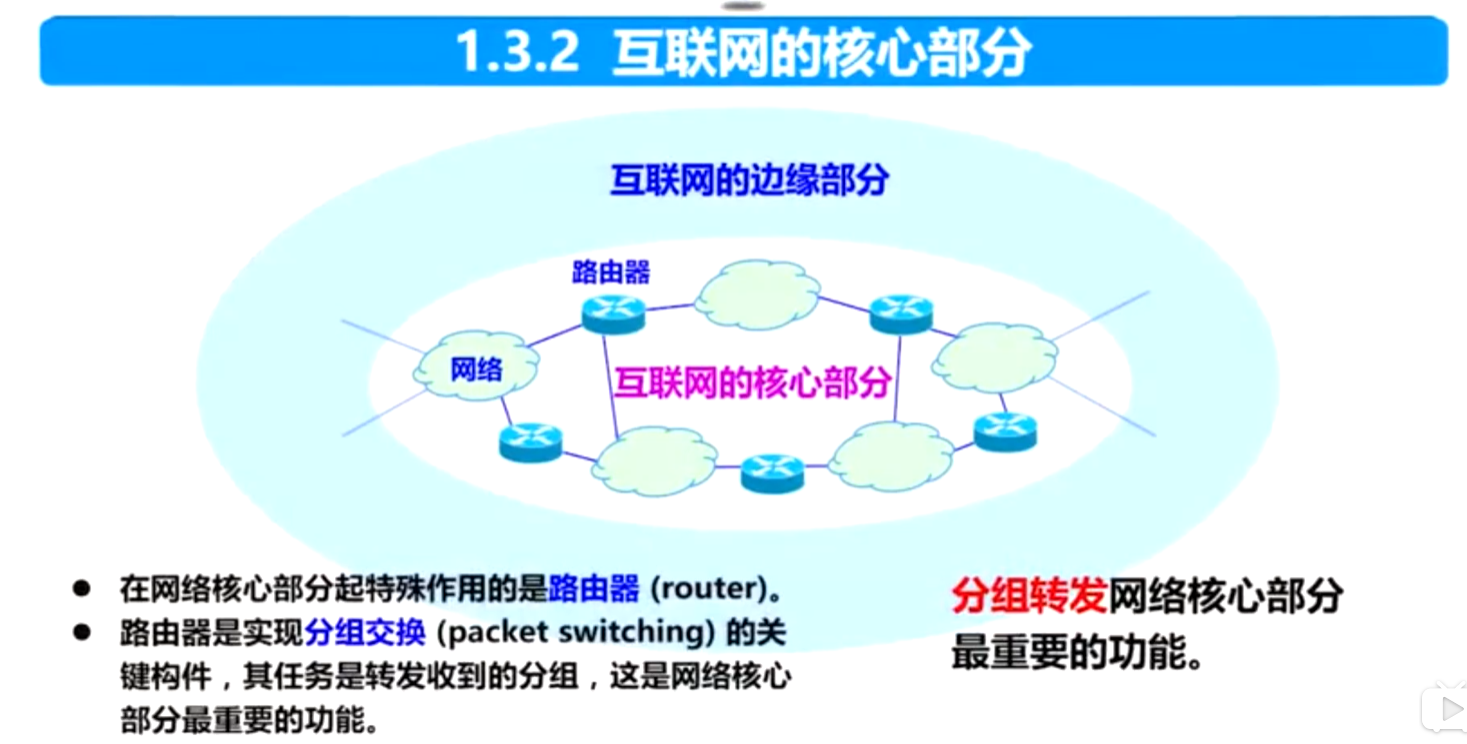 1.3.2 互联网的核心部分
互联网的边缘部分
路由器
网络
互联网的核心部分
● 在网络核心部分起特殊作用的是路由器 (router)。
● 路由器是实现分组交换 (packet switching) 的关
键构件，其任务是转发收到的分组，这是网络核心
部分最重要的功能。
分组转发网络核心部分
最重要的功能。